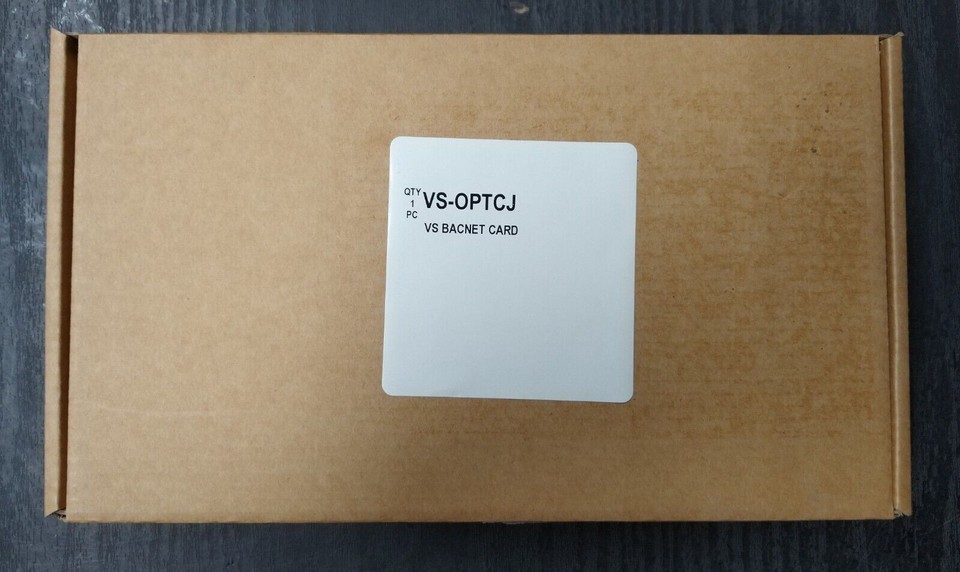 QTY
1
PC
VS-OPTCJ
VS BACNET CARD